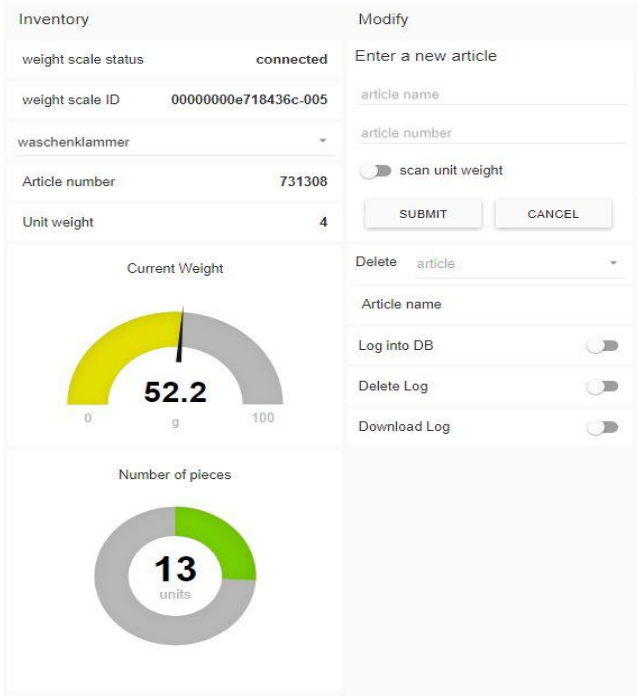 Inventory
weight scale status connected
weight scale ID 00000000e718436c-005
waschenklammer
Article number 731308
Unit weight 4
Current Weight
52.2
0 g 100
Number of pieces
13
units
Modify
Enter a new article
article name
article number
scan unit weight
SUBMIT CANCEL
Delete article
Article name
Log into DB
Delete Log
Download Log